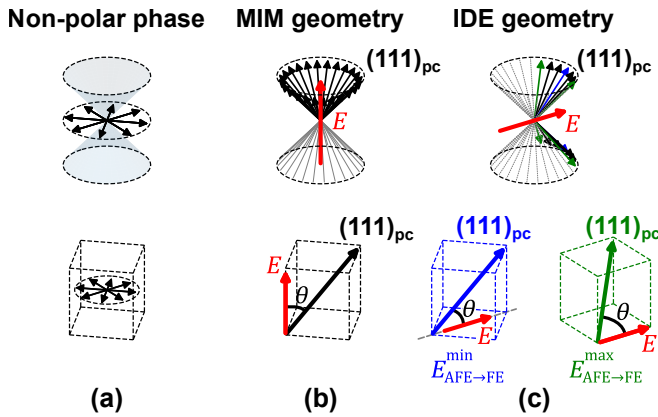 Non-polar phase
MIM geometry
IDE geometry
(111)pc
(111)pc
E
E
(111)pc
(111)pc
(111)pc
E
θ
θ
E
θ
E
E^min_AFE→FE
E^max_AFE→FE
(a)
(b)
(c)